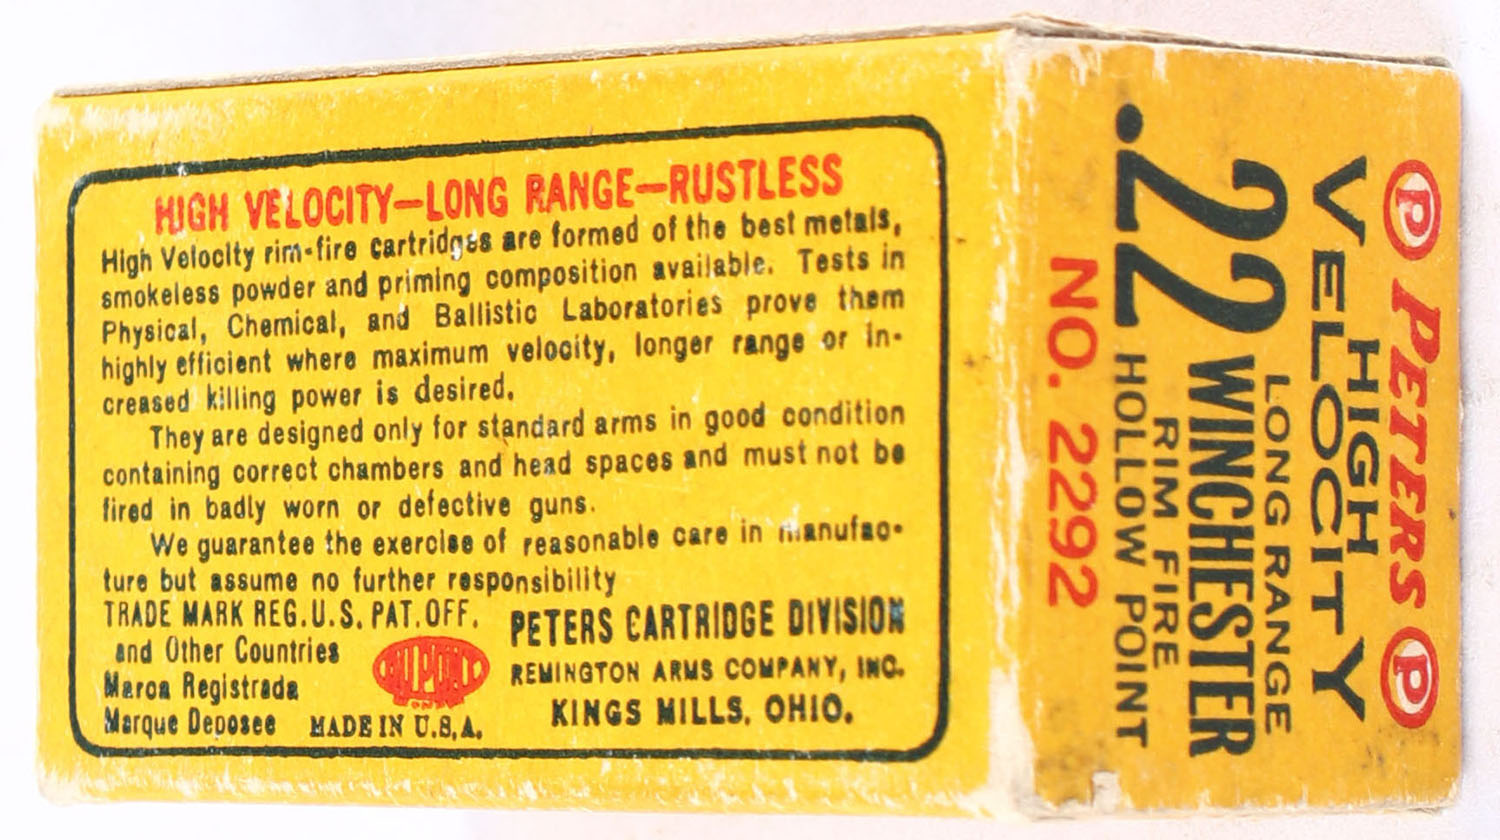 HIGH VELOCITY—LONG RANGE—RUSTLESS
High Velocity rim-fire cartridges are formed of the best metals,
smokeless powder and priming composition available. Tests in
Physical, Chemical, and Ballistic Laboratories prove them
highly efficient where maximum velocity, longer range or in-
creased killing power is desired.
They are designed only for standard arms in good condition
containing correct chambers and head spaces and must not be
fired in badly worn or defective guns.
We guarantee the exercise of reasonable care in manufac-
ture but assume no further responsibility
TRADE MARK REG. U.S. PAT. OFF.
and Other Countries
Marca Registrada
Marque Deposee
DUPONT
MADE IN U.S.A.
PETERS CARTRIDGE DIVISION
REMINGTON ARMS COMPANY, INC.
KINGS MILLS, OHIO.
P PETERS P
HIGH
VELOCITY
LONG RANGE
.22 WINCHESTER
RIM FIRE
HOLLOW POINT
NO. 2292